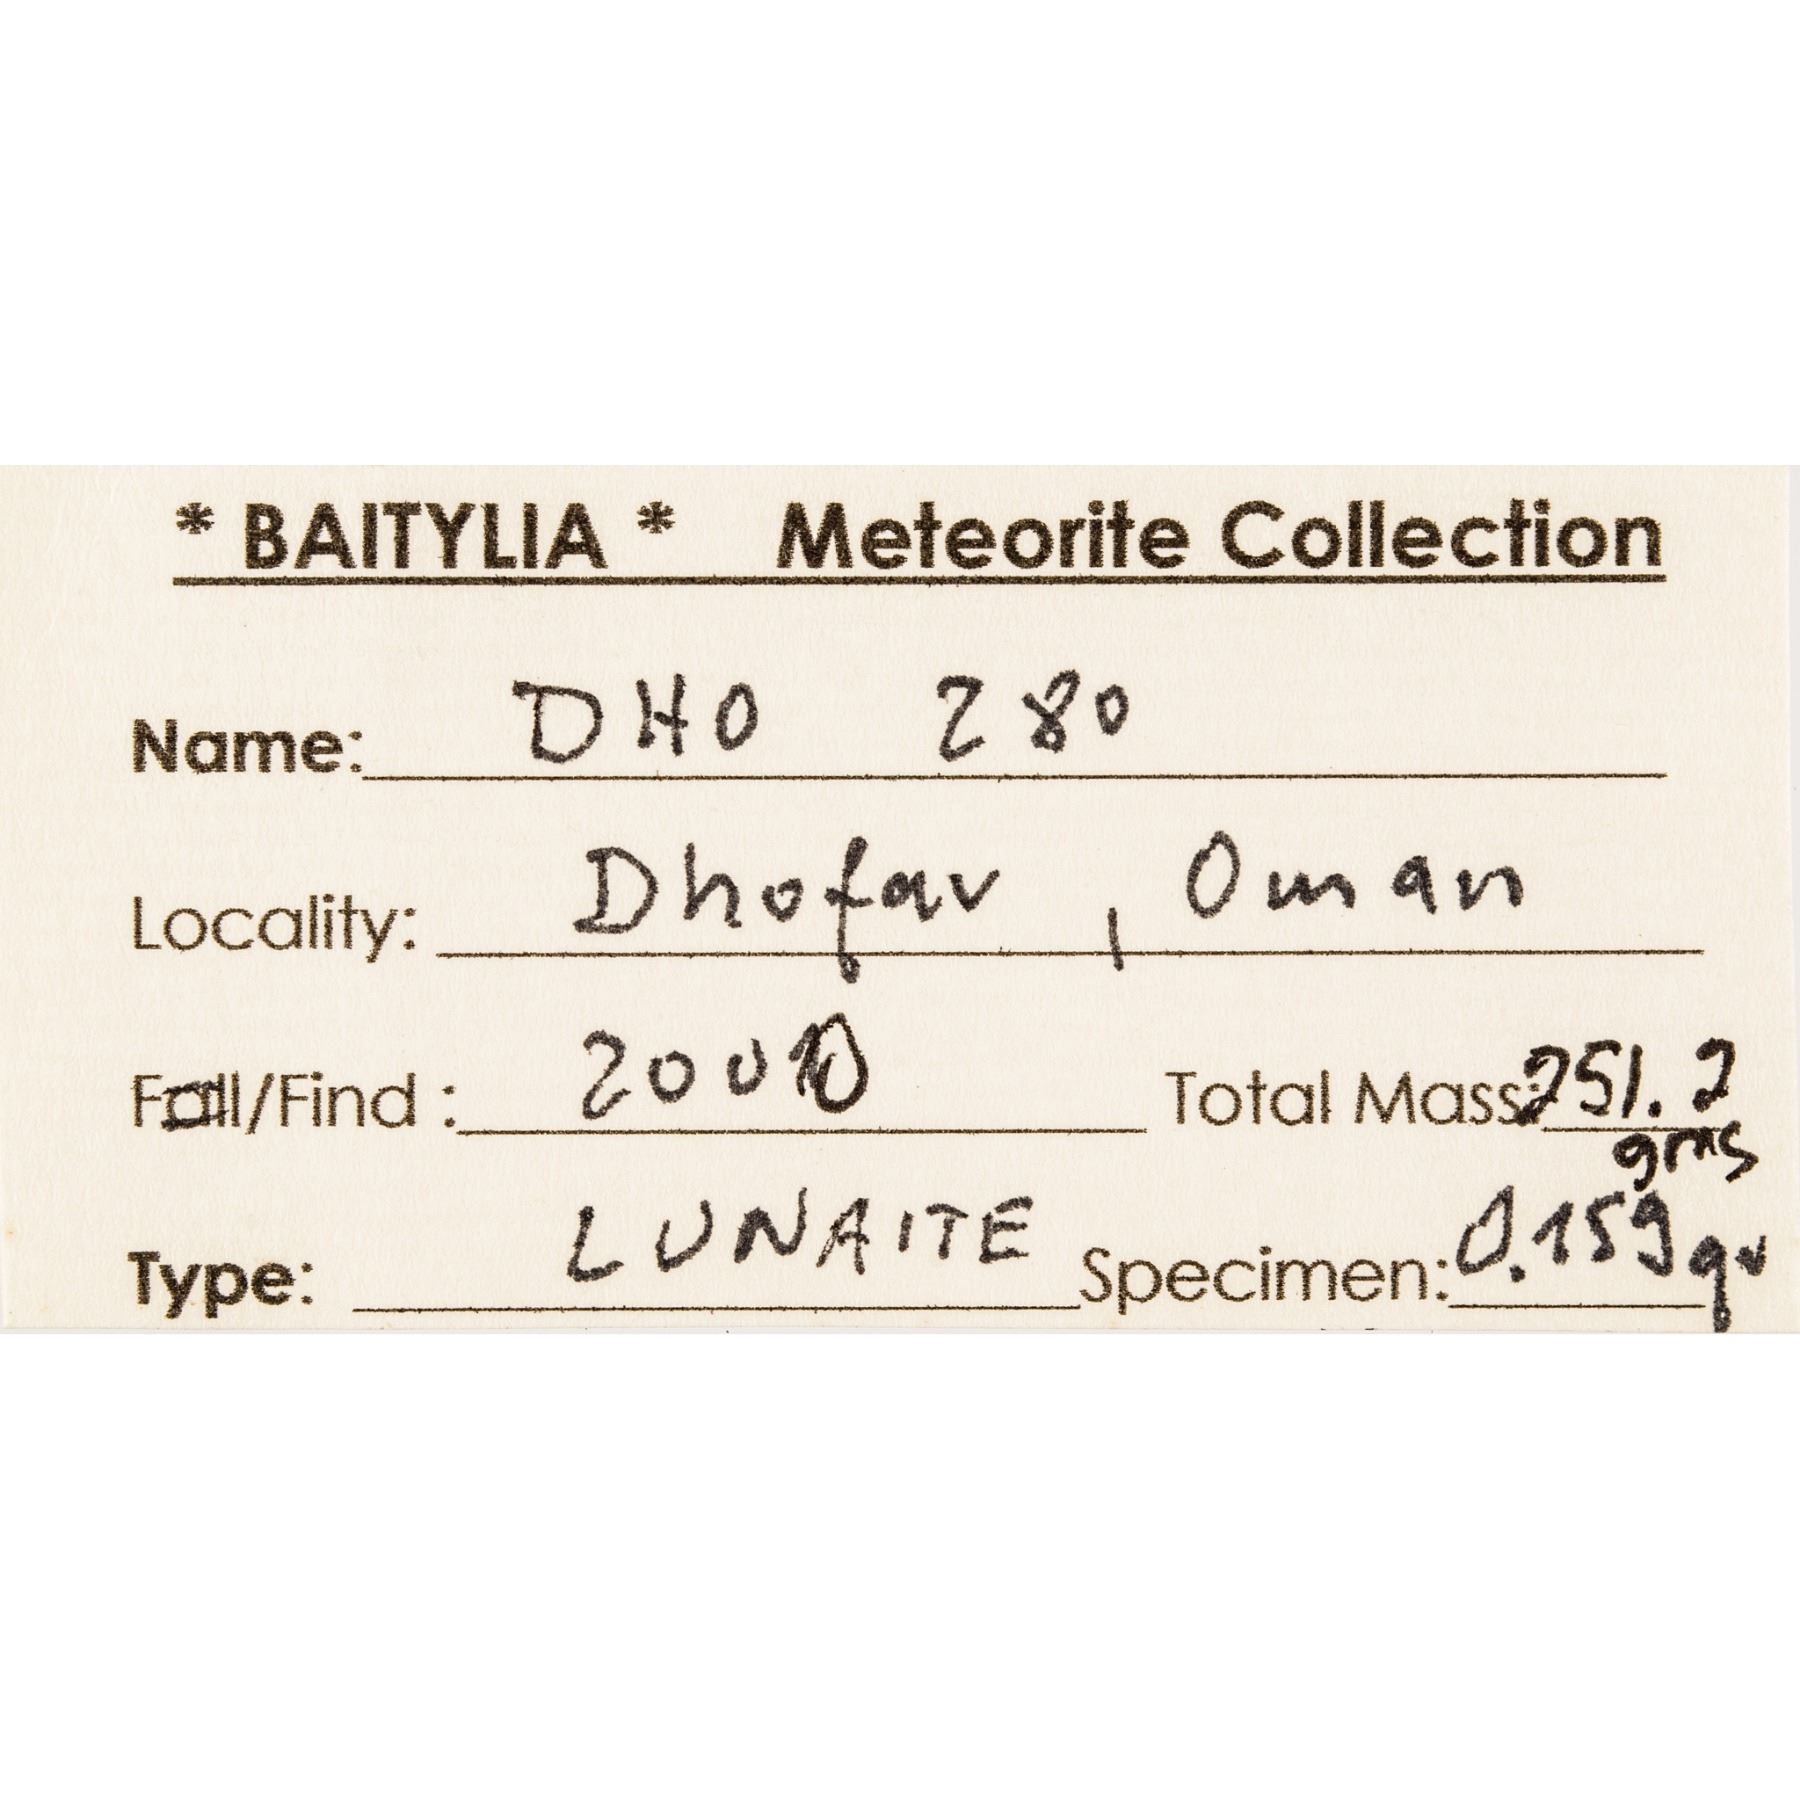 * BAITYLIA * Meteorite Collection
Name: DHO 280
Locality: Dhofar, Oman
Fall/Find : 2000 Total Mass: 251.2 grms
Type: LUNAITE Specimen: 0.159 gr